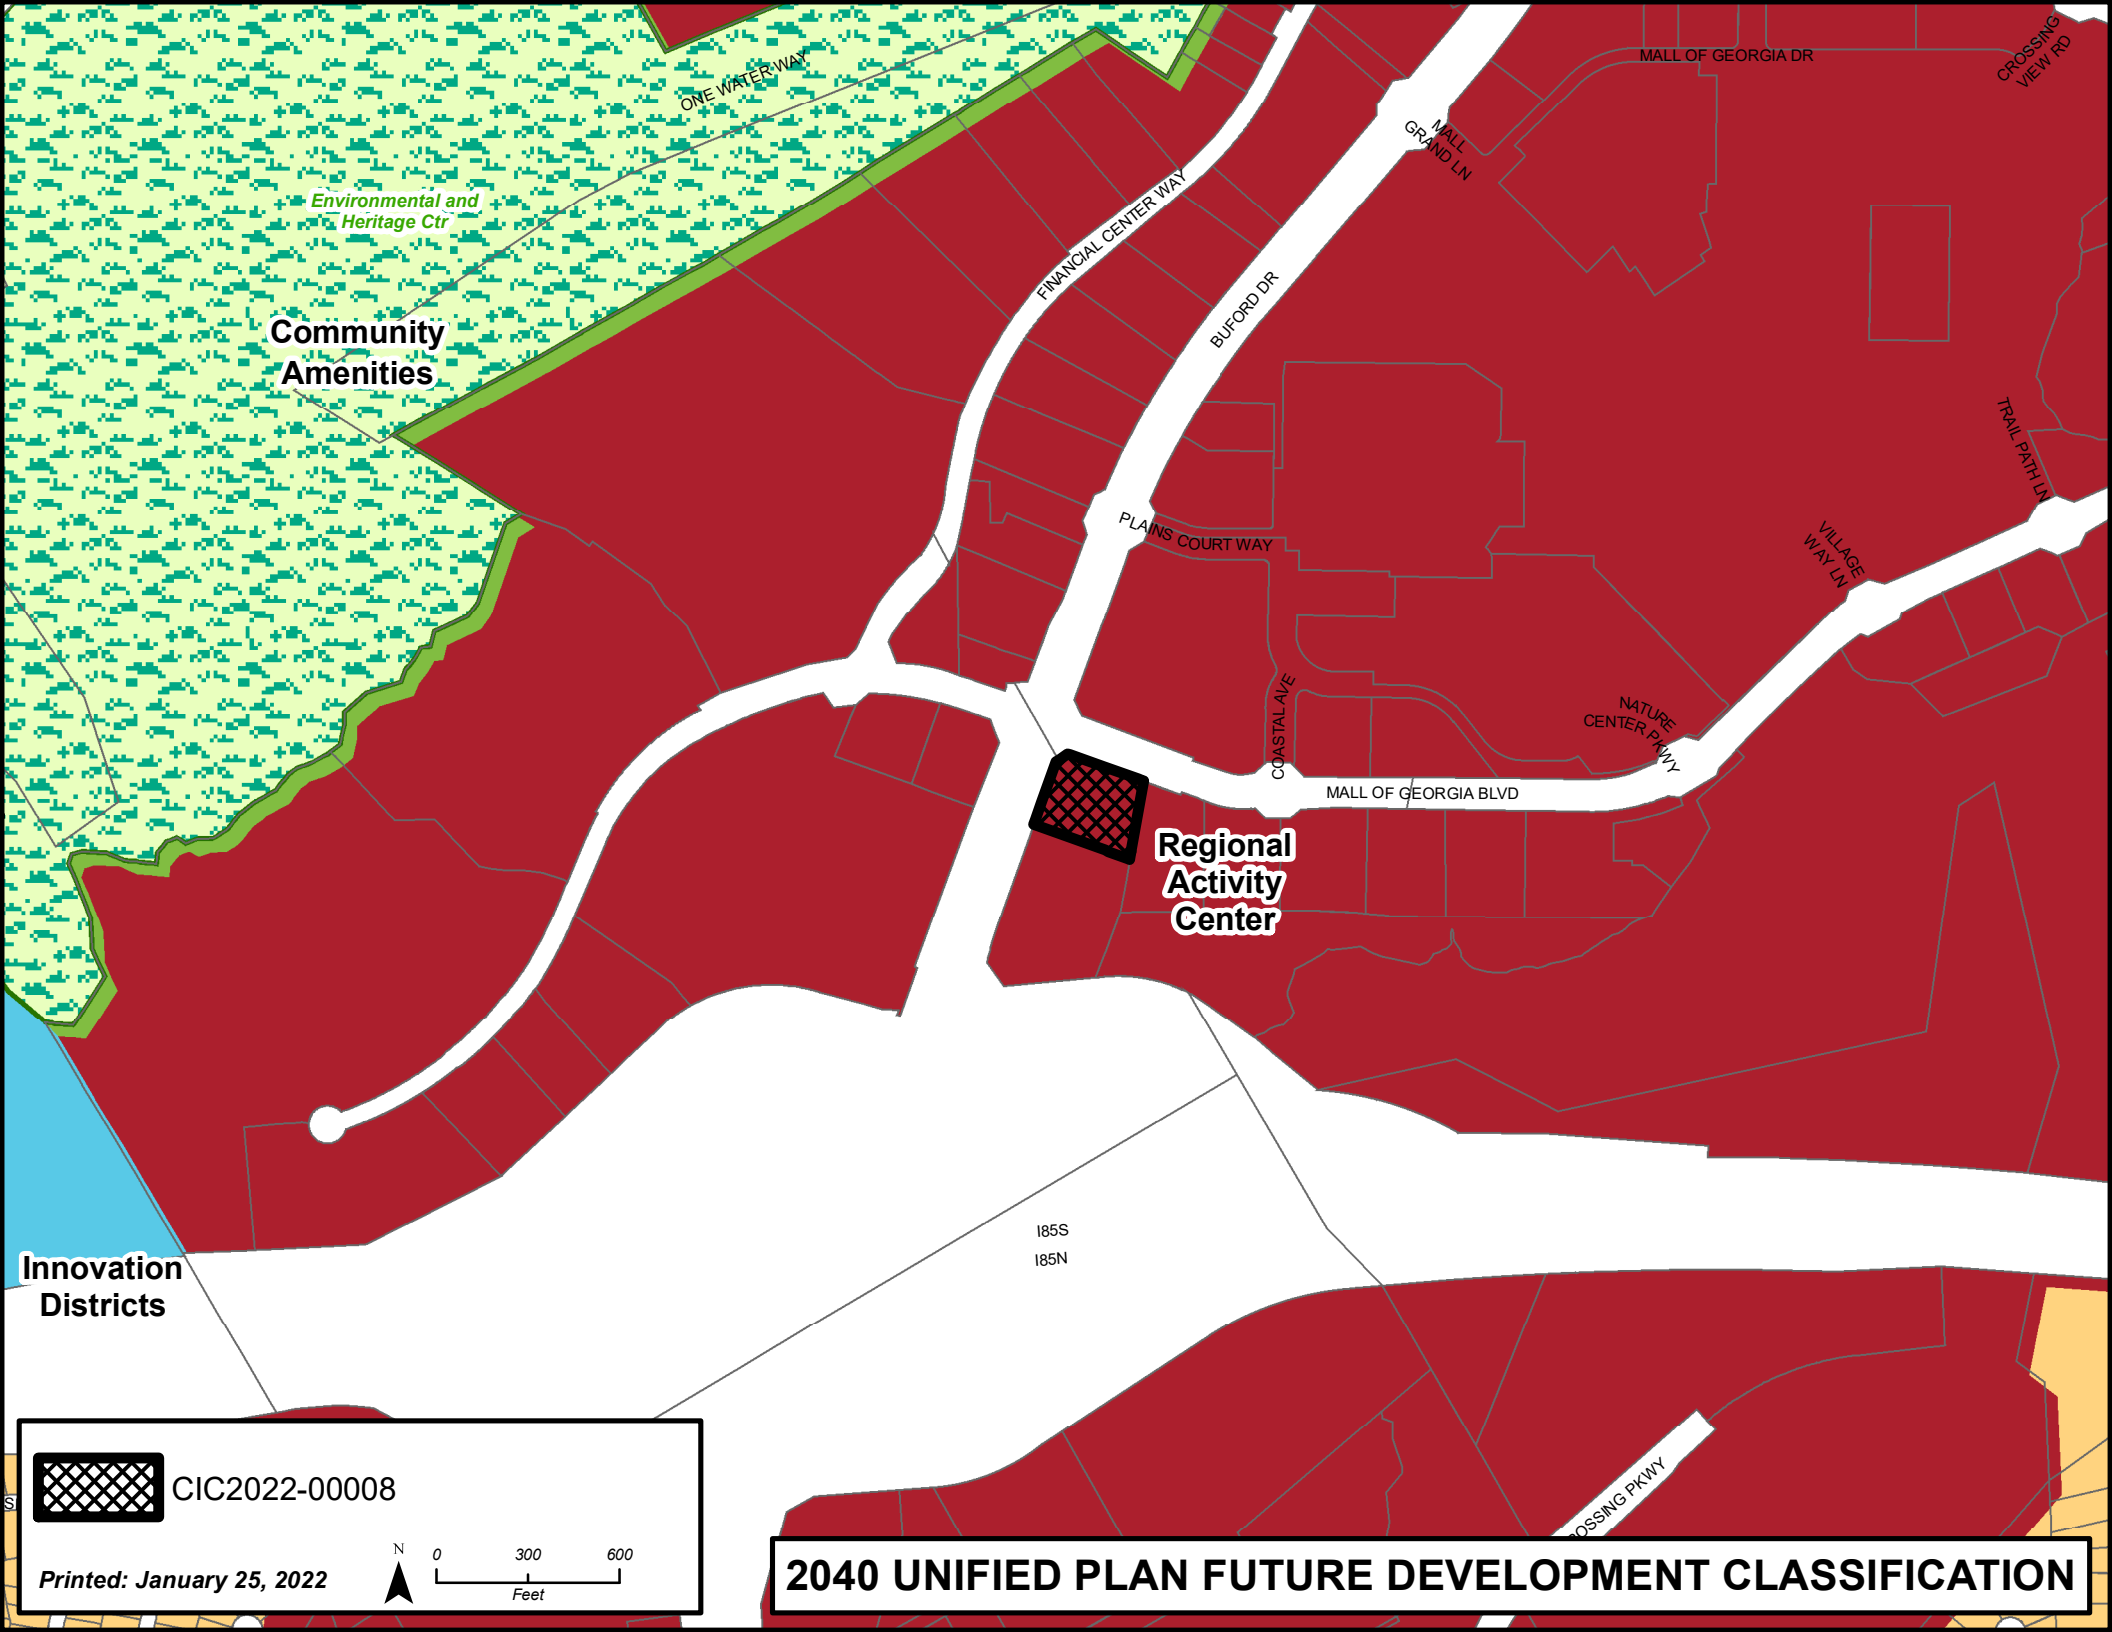 MALL OF GEORGIA DR
CROSSING
VIEW RD
ONE WATER WAY
MALL
GRAND LN
Environmental and
Heritage Ctr
FINANCIAL CENTER WAY
BUFORD DR
Community
Amenities
TRAIL PATH LN
PLAINS COURT WAY
VILLAGE
WAY LN
COASTAL AVE
NATURE
CENTER PKWY
MALL OF GEORGIA BLVD
Regional
Activity
Center
I85S
I85N
Innovation
Districts
CIC2022-00008
OSSING PKWY
Printed: January 25, 2022
N
0 300 600
Feet
2040 UNIFIED PLAN FUTURE DEVELOPMENT CLASSIFICATION